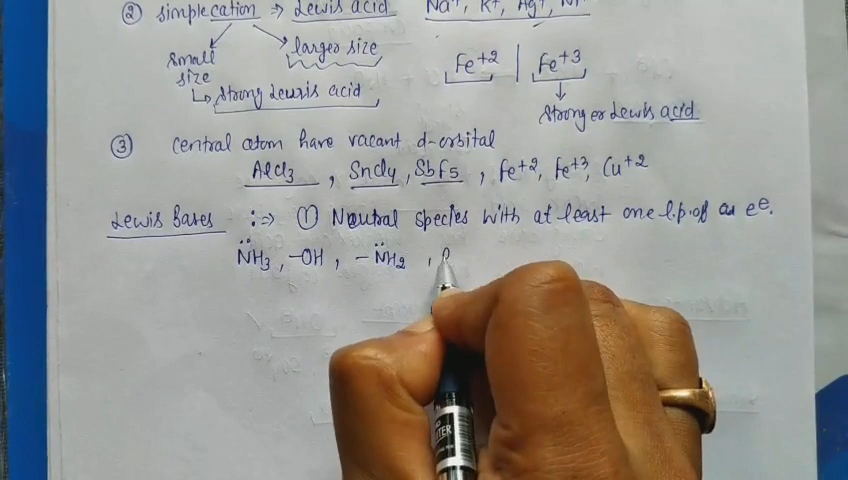 ② simple cation ⇒ Lewis acid Na⁺, K⁺, Ag⁺,
small size larger size
↳ strong Lewis acid
Fe⁺² | Fe⁺³
↓
stronger Lewis acid
③ central atom have vacant d-orbital
AlCl₃, SnCl₄, SbF₅, Fe⁺², Fe⁺³, Cu⁺²
Lewis Bases :⇒ ① Neutral species with at least one l.p. of e⊖.
N̈H₃, –OH, –N̈H₂,